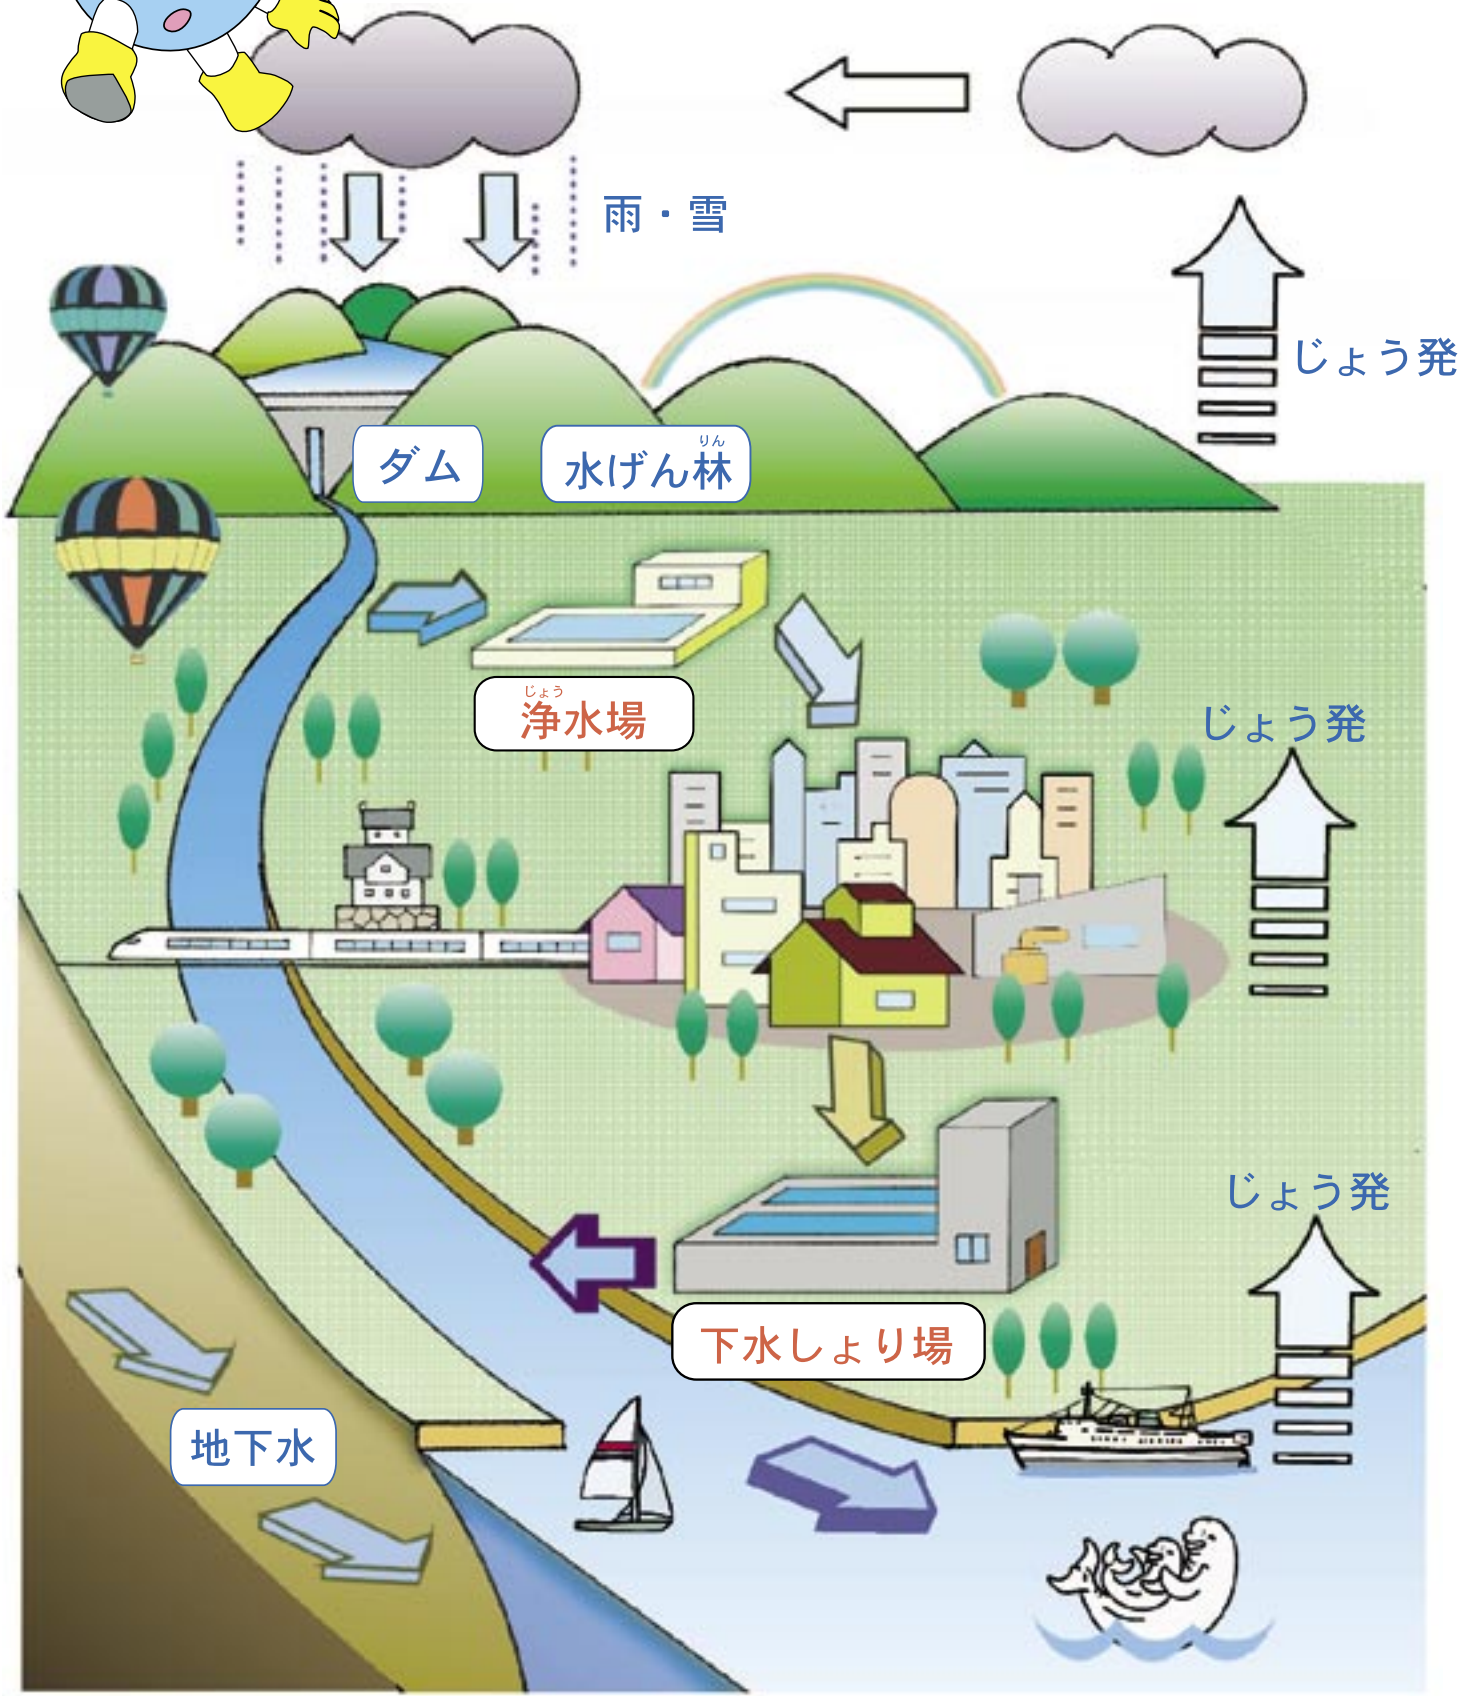 雨・雪
じょう発
ダム
りん
水げん林
じょう
浄水場
じょう発
じょう発
下水しょり場
地下水